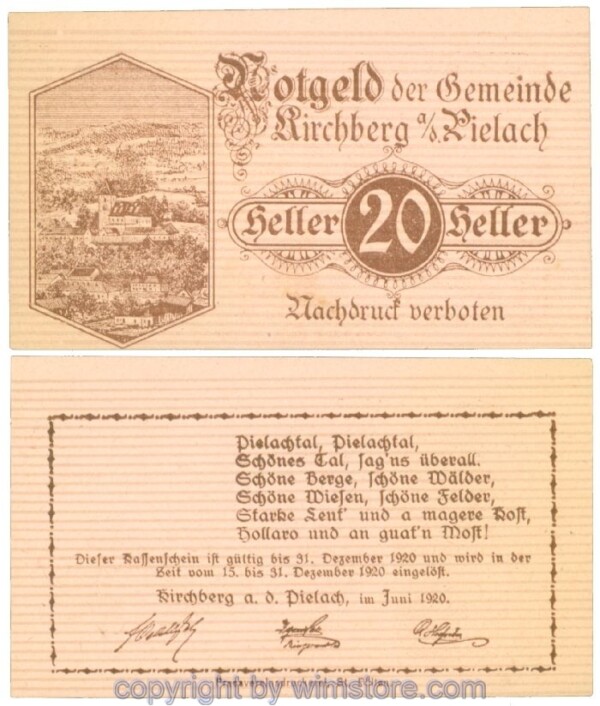 Notgeld der Gemeinde
Kirchberg a/d. Pielach
Heller 20 Heller
Nachdruck verboten
Pielachtal, Pielachtal,
Schönes Tal, sag'ns überall.
Schöne Berge, schöne Wälder,
Schöne Wiesen, schöne Felder,
Starke Leut' und a magere Kost,
Hollaro und an guat'n Most!
Dieser Kassenschein ist gültig bis 31. Dezember 1920 und wird in der
Zeit vom 15. bis 31. Dezember 1920 eingelöst.
Kirchberg a. d. Pielach, im Juni 1920.
St. Pölten.
copyright by wimstore.com